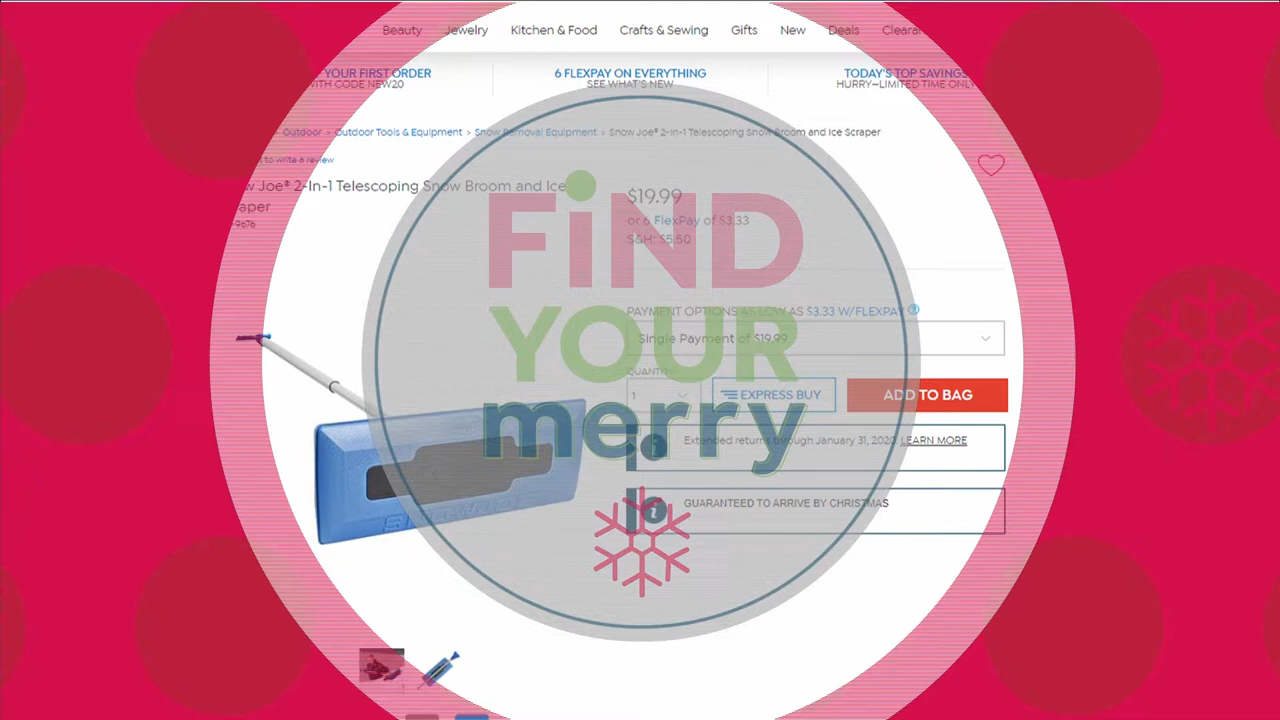 Beauty Jewelry Kitchen & Food Crafts & Sewing Gifts New Deals
YOUR FIRST ORDER
WITH CODE NEW20
6 FLEXPAY ON EVERYTHING
SEE WHAT'S NEW
TODAY'S TOP SAVINGS
HURRY—LIMITED TIME ONLY
Outdoor > Outdoor Tools & Equipment > Snow Removal Equipment > Snow Joe® 2-In-1 Telescoping Snow Broom and Ice Scraper
to write a review
Joe® 2-In-1 Telescoping Snow Broom and Ice
$19.99
or 6 FlexPay of $3.33
S&H: $5.50
FiND
YOUR
merry
PAYMENT OPTIONS AS LOW AS $3.33 W/FLEXPAY
Single Payment of $19.99
QUANTITY
1
EXPRESS BUY
ADD TO BAG
Extended returns through January 31, 2020. LEARN MORE
GUARANTEED TO ARRIVE BY CHRISTMAS